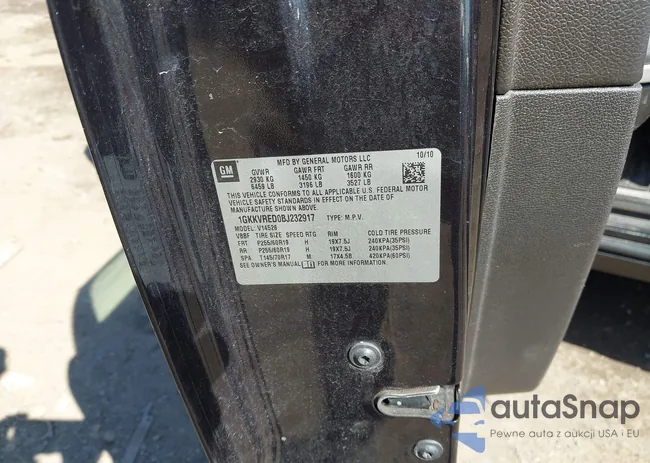 GM
MFD BY GENERAL MOTORS LLC 10/10
GVWR GAWR FRT GAWR RR
2930 KG 1450 KG 1600 KG
6459 LB 3196 LB 3527 LB
THIS VEHICLE CONFORMS TO ALL APPLICABLE U.S. FEDERAL MOTOR
VEHICLE SAFETY STANDARDS IN EFFECT ON THE DATE OF
MANUFACTURE SHOWN ABOVE.
1GKKVRED0BJ232917 TYPE: M.P.V.
MODEL: V14526
VBBF TIRE SIZE SPEED RTG RIM COLD TIRE PRESSURE
FRT P255/60R19 H 19X7.5J 240KPA(35PSI)
RR P255/60R19 H 19X7.5J 240KPA(35PSI)
SPA T145/70R17 M 17X4.5B 420KPA(60PSI)
SEE OWNER'S MANUAL FOR MORE INFORMATION.
autaSnap
Pewne auta z aukcji USA i EU